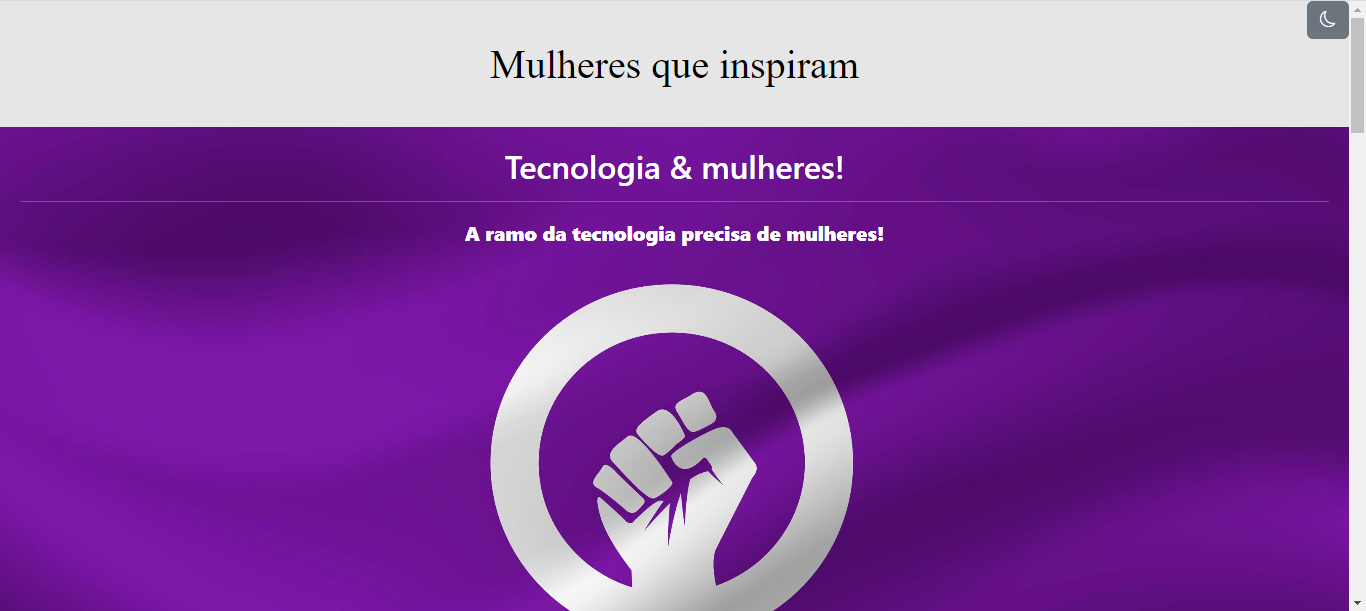 Mulheres que inspiram
Tecnologia & mulheres!
A ramo da tecnologia precisa de mulheres!